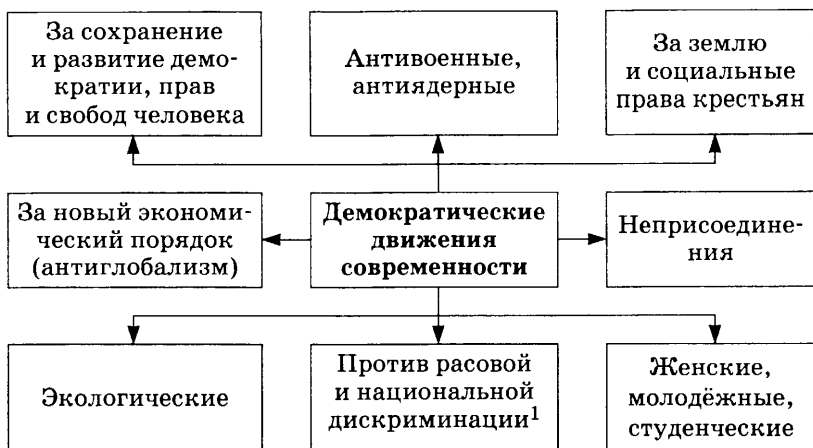 За сохранение
и развитие демо-
кратии, прав
и свобод человека
Антивоенные,
антиядерные
За землю
и социальные
права крестьян
За новый экономи-
ческий порядок
(антиглобализм)
Демократические
движения
современности
Неприсоедине-
ния
Экологические
Против расовой
и национальной
дискриминации¹
Женские,
молодёжные,
студенческие